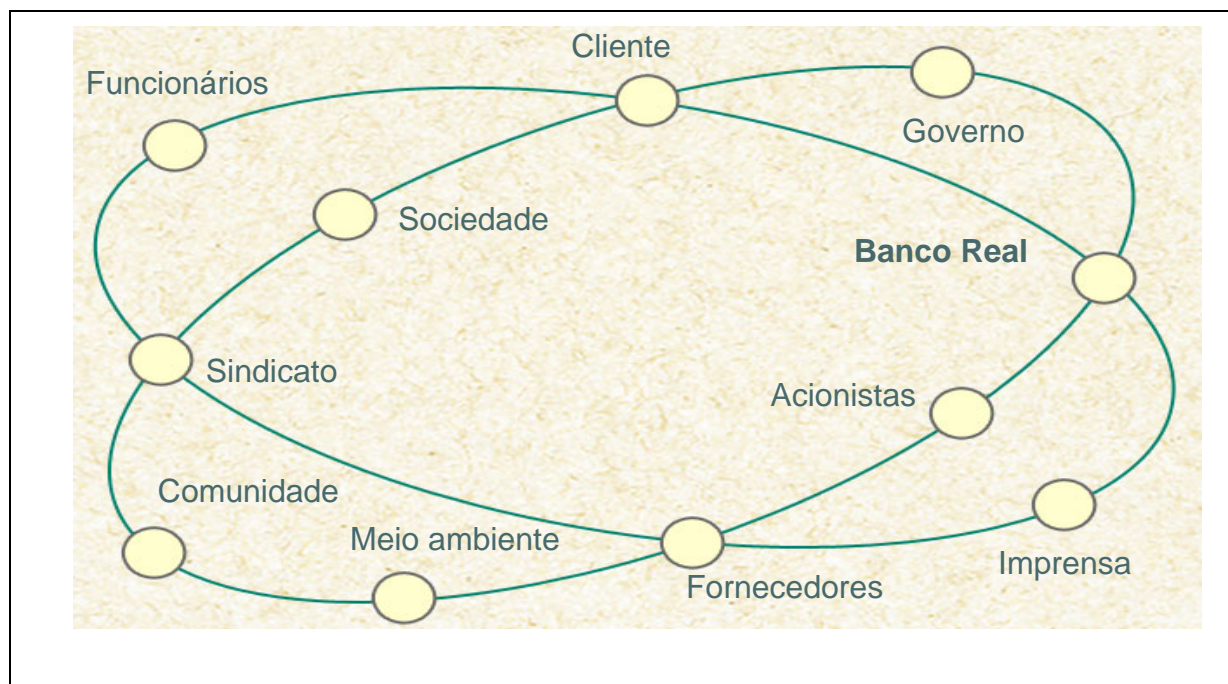 Cliente
Funcionários
Governo
Sociedade
Banco Real
Sindicato
Acionistas
Comunidade
Meio ambiente
Imprensa
Fornecedores